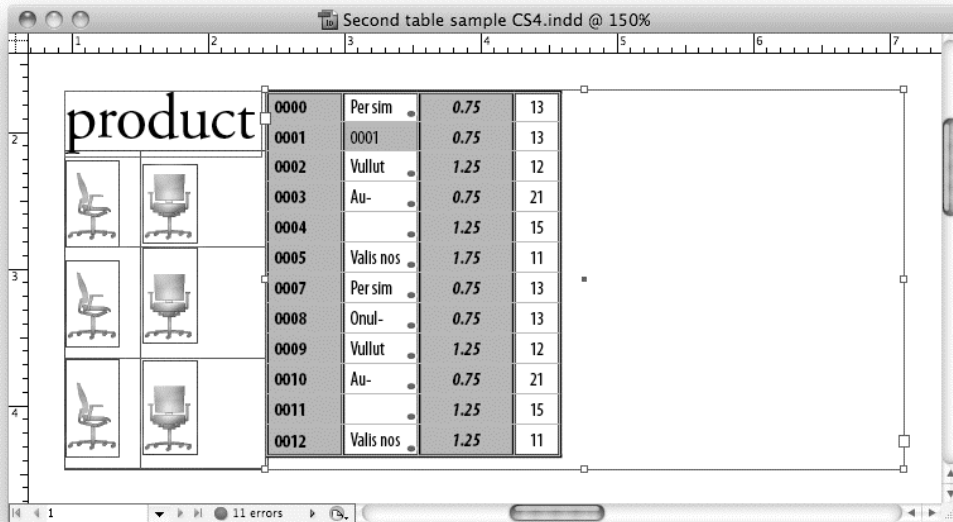 Second table sample CS4.indd @ 150%
1 2 3 4 5 6 7
2
3
4
product
0000 Per sim 0.75 13
0001 0001 0.75 13
0002 Vullut 1.25 12
0003 Au- 0.75 21
0004 1.25 15
0005 Valis nos 1.75 11
0007 Per sim 0.75 13
0008 Onul- 0.75 13
0009 Vullut 1.25 12
0010 Au- 0.75 21
0011 1.25 15
0012 Valis nos 1.25 11
1 11 errors